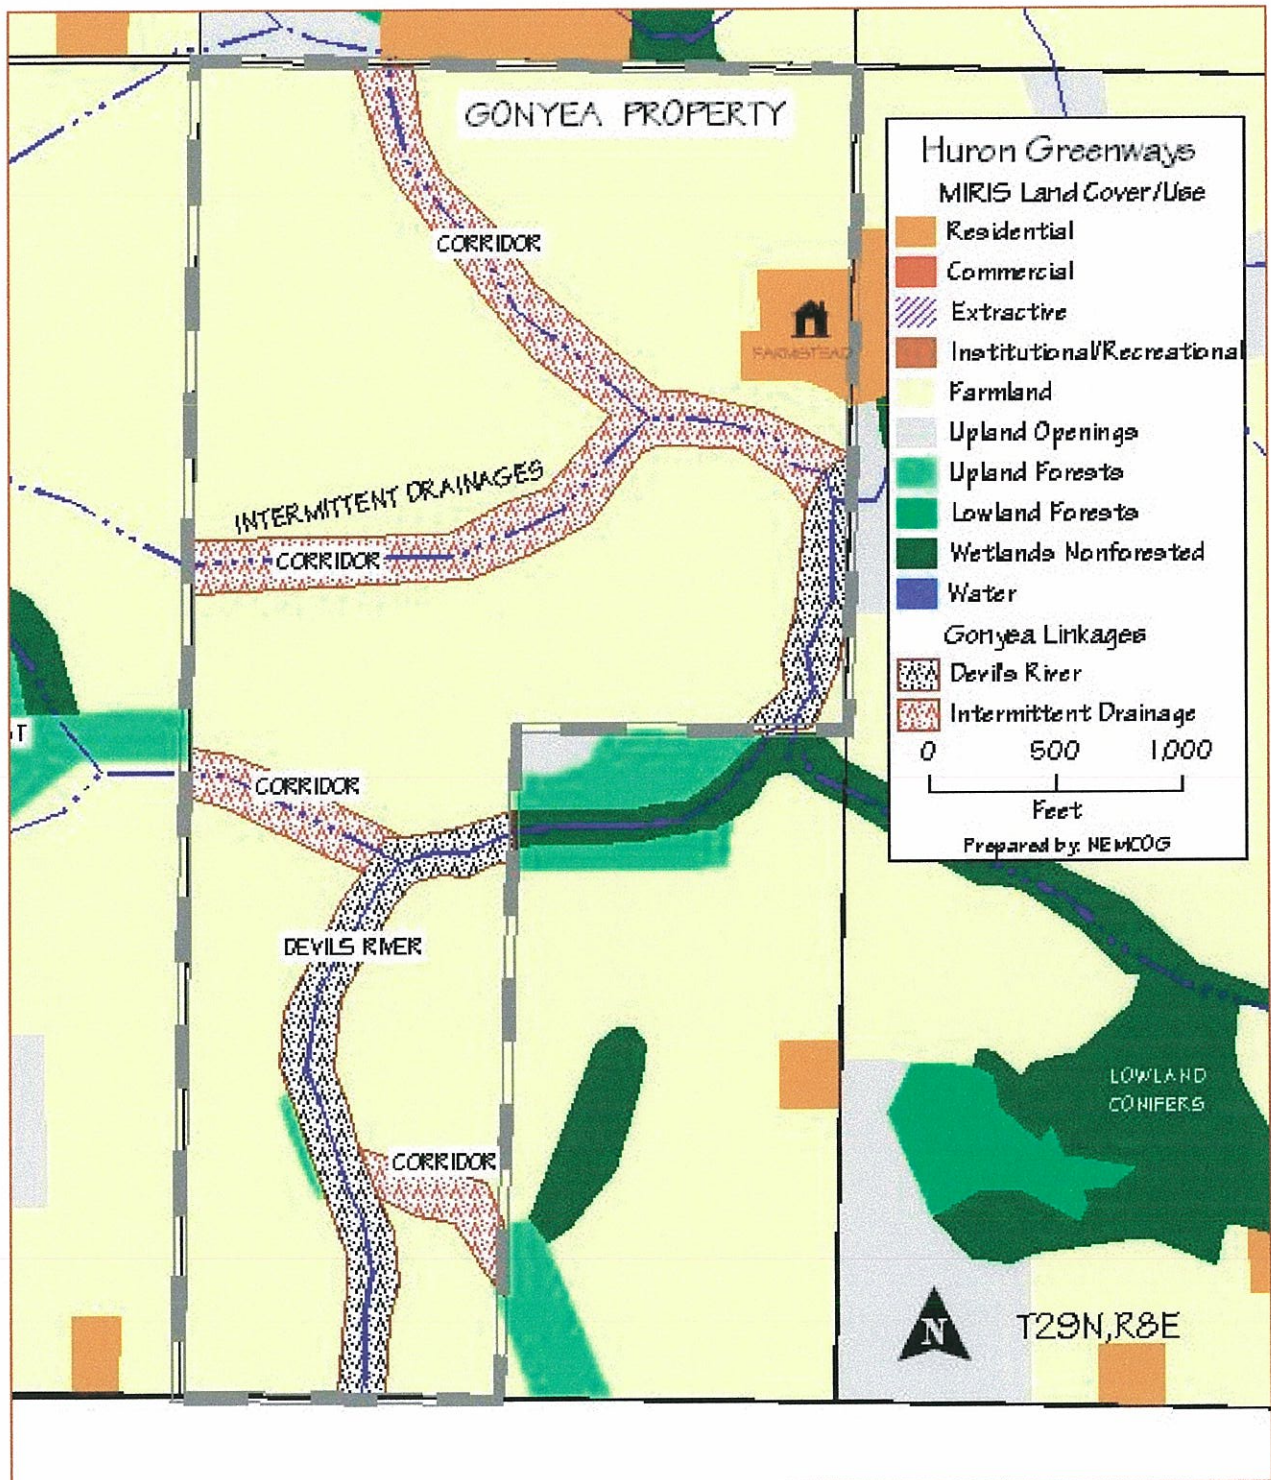 GONYEA PROPERTY
CORRIDOR
FARMSTEAD
INTERMITTENT DRAINAGES
CORRIDOR
CORRIDOR
DEVILS RIVER
CORRIDOR
LOWLAND
CONIFERS
N
T29N,R8E
Huron Greenways
MIRIS Land Cover/Use
Residential
Commercial
Extractive
Institutional/Recreational
Farmland
Upland Openings
Upland Forests
Lowland Forests
Wetlands Nonforested
Water
Gonyea Linkages
Devil's River
Intermittent Drainage
0 500 1,000
Feet
Prepared by: NEMCOG